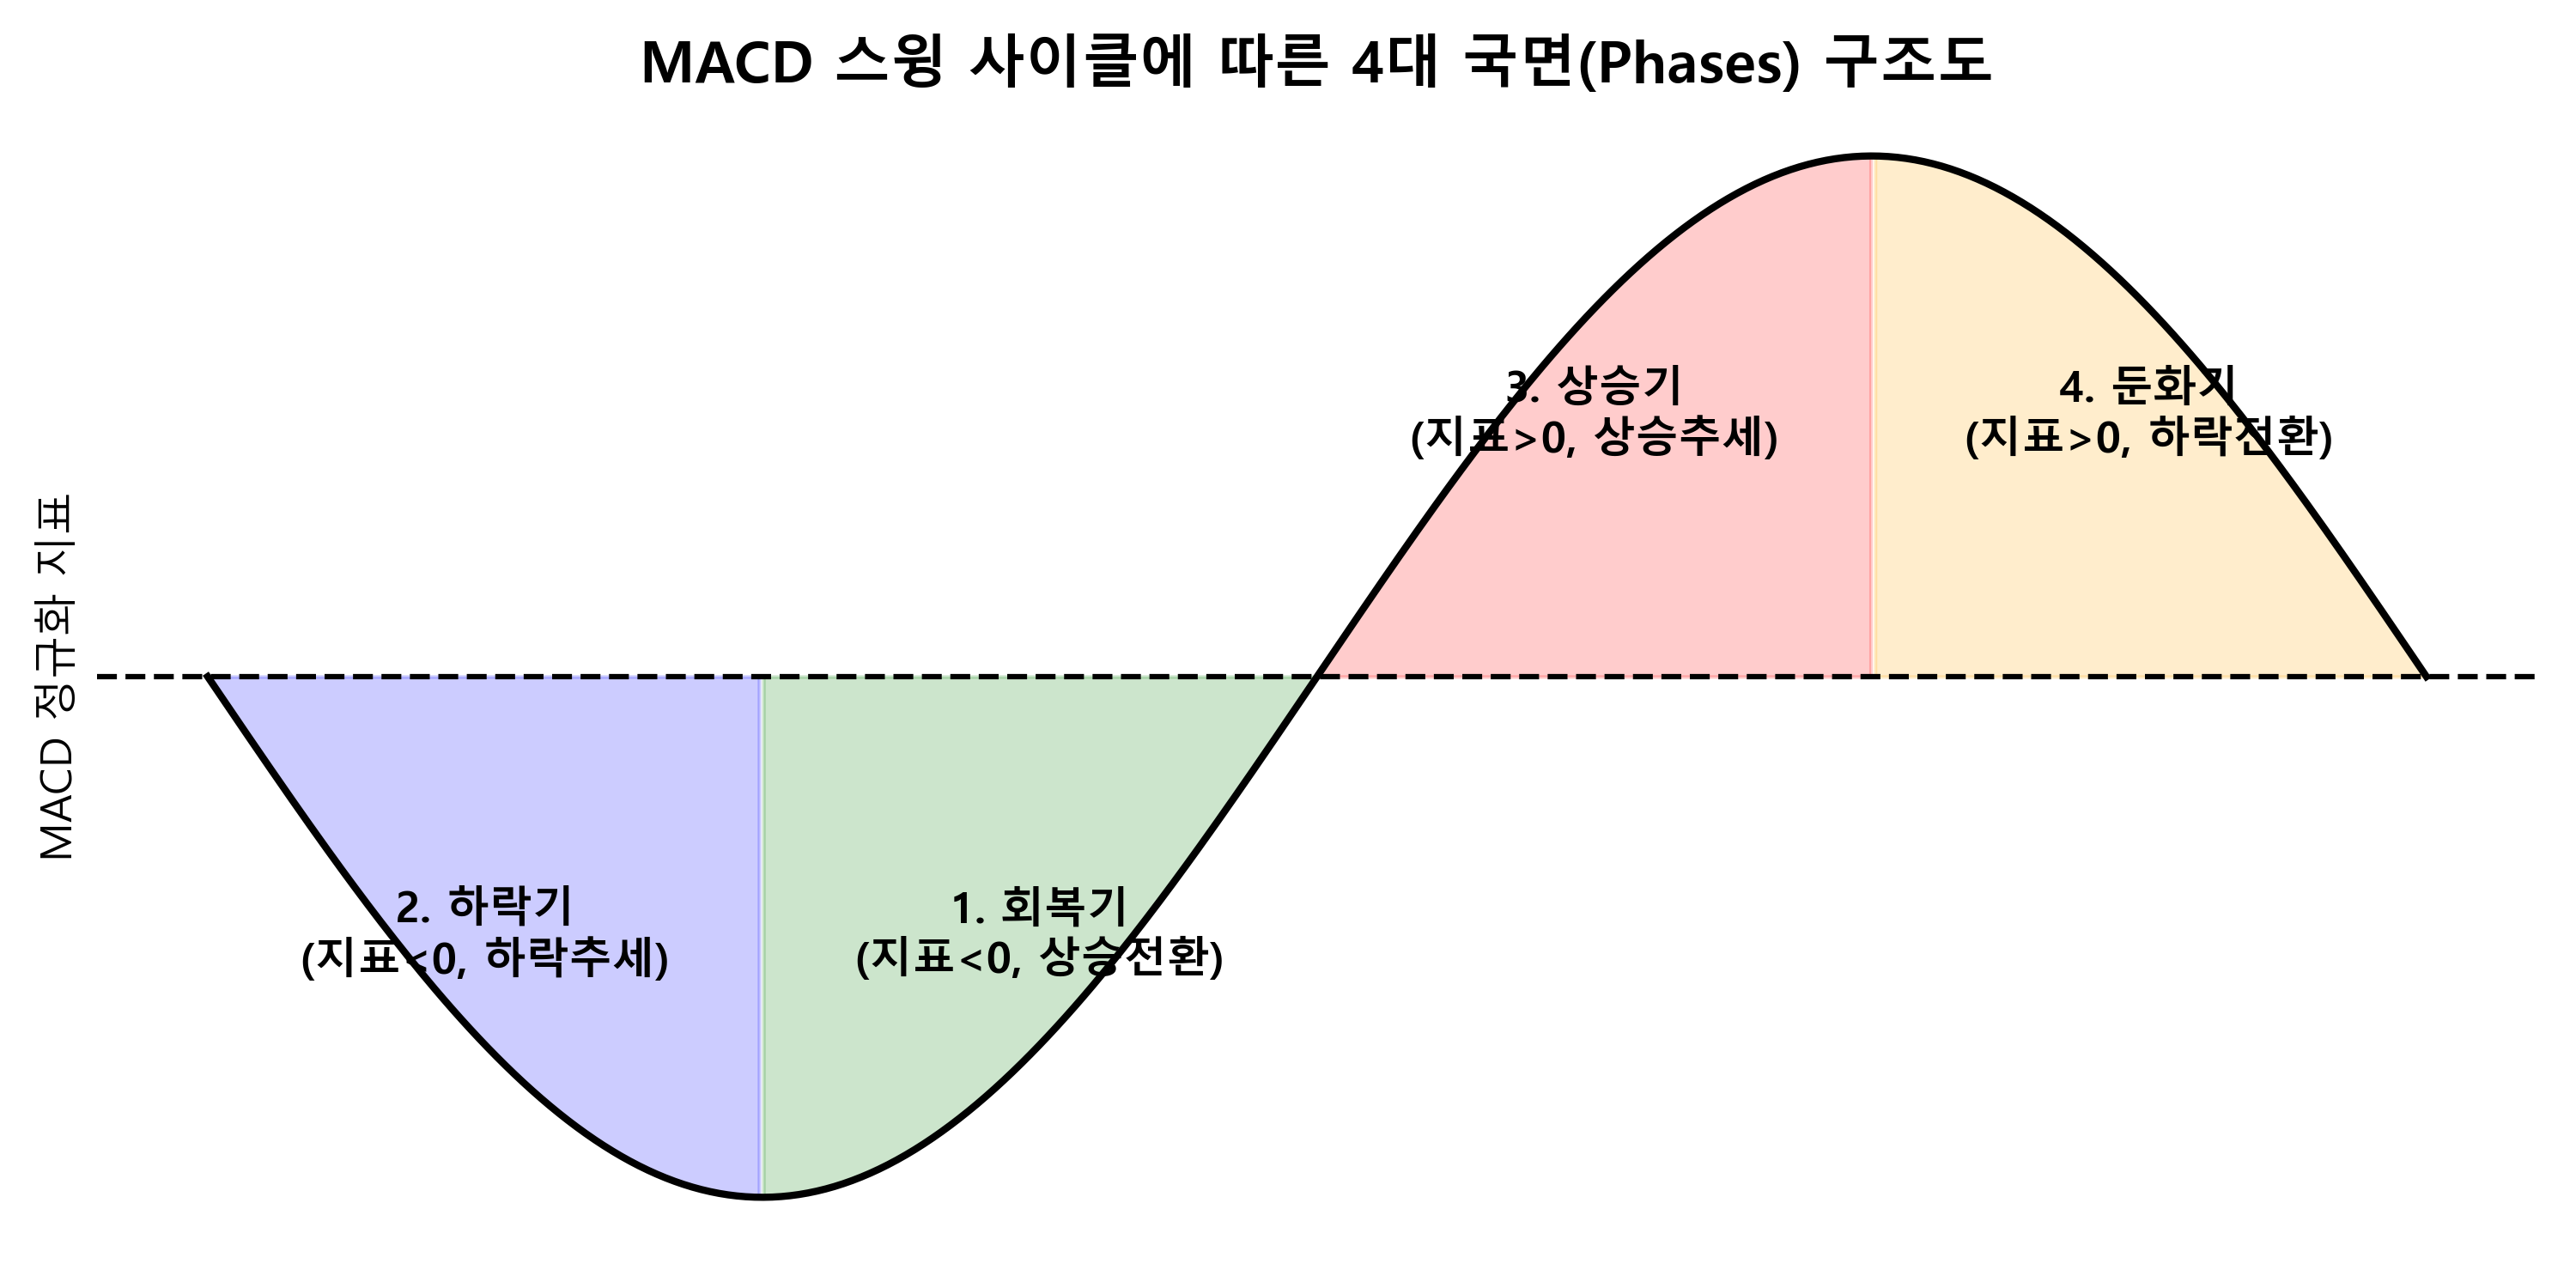 MACD 스윙 사이클에 따른 4대 국면(Phases) 구조도
3. 상승기
(지표>0, 상승추세)
4. 둔화기
(지표>0, 하락전환)
MACD 정규화 지표
2. 하락기
(지표<0, 하락추세)
1. 회복기
(지표<0, 상승전환)